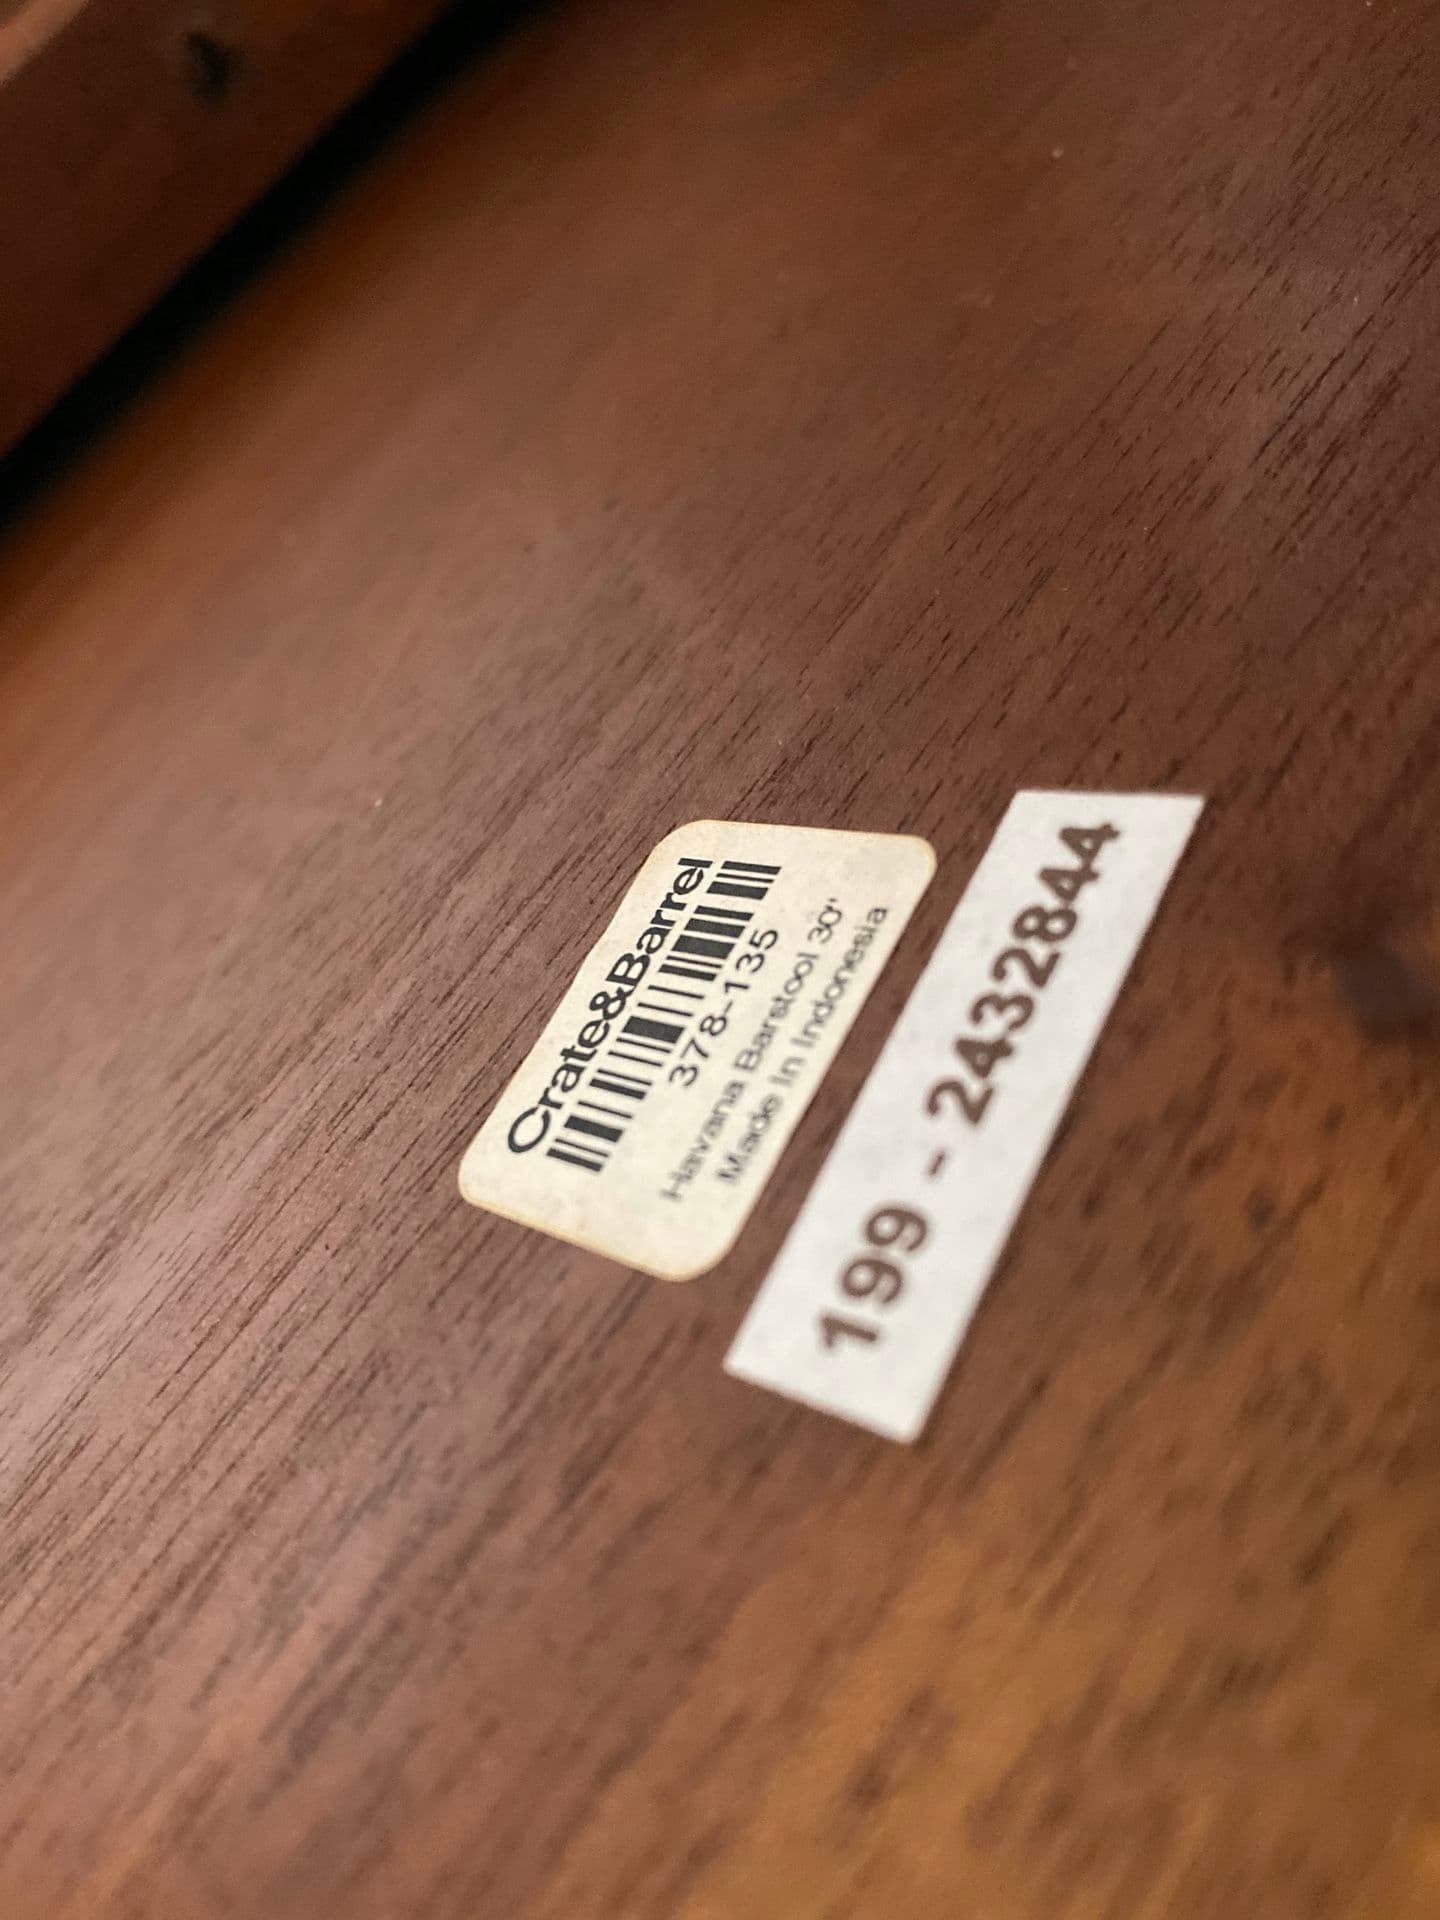 Crate&Barrel
378-135
Havana Barstool 30"
Made in Indonesia
199 - 2432844